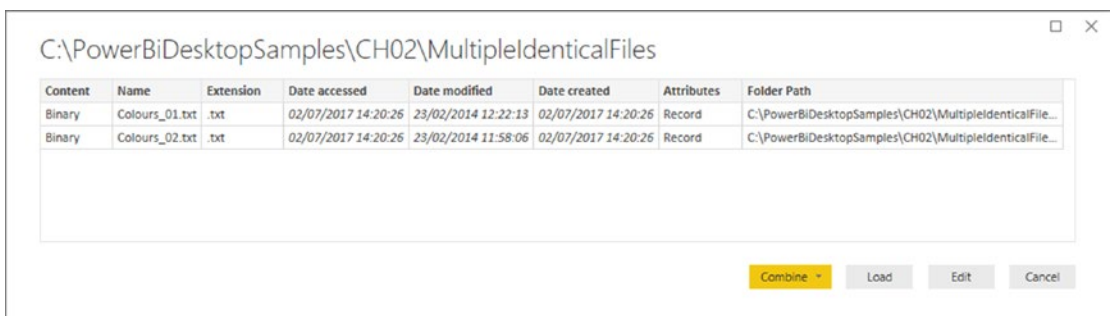 C:\PowerBiDesktopSamples\CH02\MultipleIdenticalFiles
Content Name Extension Date accessed Date modified Date created Attributes Folder Path
Binary Colours_01.txt .txt 02/07/2017 14:20:26 23/02/2014 12:22:13 02/07/2017 14:20:26 Record C:\PowerBiDesktopSamples\CH02\MultipleIdenticalFile...
Binary Colours_02.txt .txt 02/07/2017 14:20:26 23/02/2014 11:58:06 02/07/2017 14:20:26 Record C:\PowerBiDesktopSamples\CH02\MultipleIdenticalFile...
Combine Load Edit Cancel